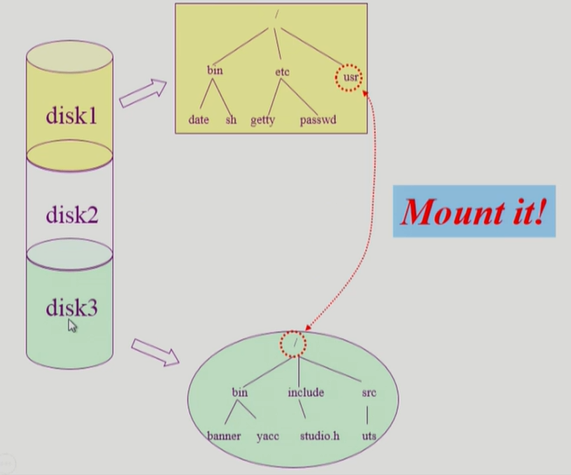 /
bin etc usr
date sh getty passwd
disk1
disk2
disk3
Mount it!
/
bin include src
banner yacc studio.h uts